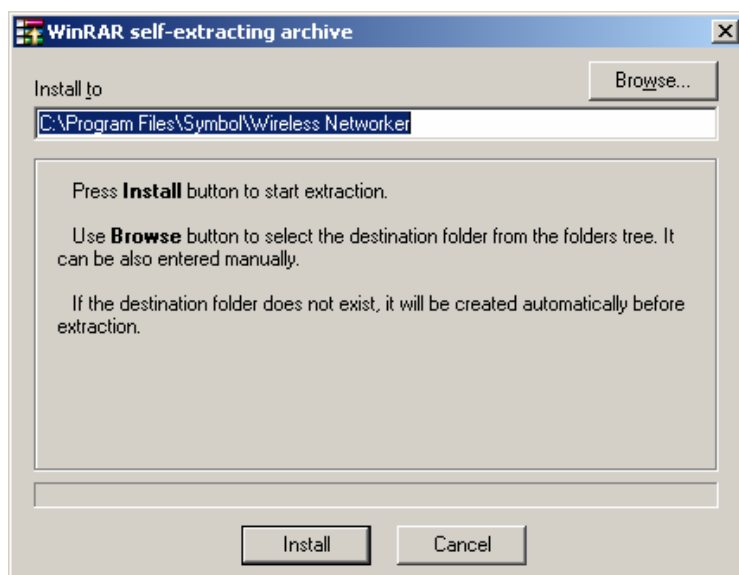 WinRAR self-extracting archive
Install to
Browse...
C:\Program Files\Symbol\Wireless Networker
Press Install button to start extraction.
Use Browse button to select the destination folder from the folders tree. It
can be also entered manually.
If the destination folder does not exist, it will be created automatically before
extraction.
Install
Cancel